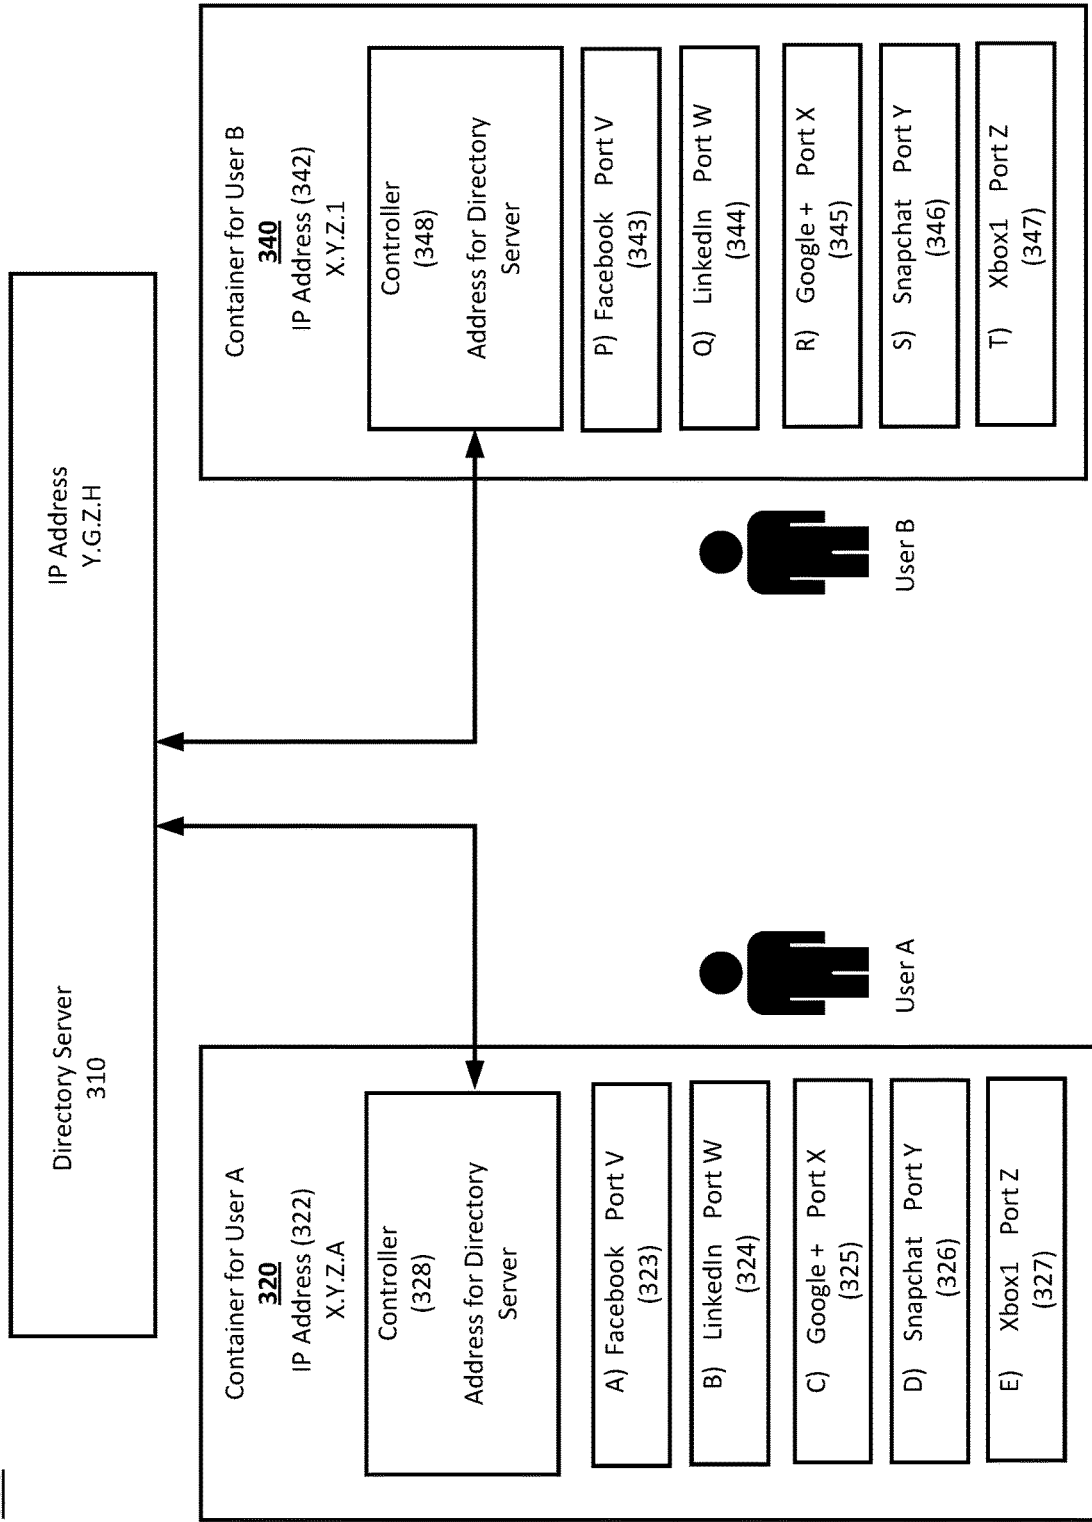 Directory Server
310
IP Address
Y.G.Z.H
Container for User A
320
IP Address (322)
X.Y.Z.A
Controller
(328)
Address for Directory
Server
A) Facebook Port V
(323)
B) LinkedIn Port W
(324)
C) Google + Port X
(325)
D) Snapchat Port Y
(326)
E) Xbox1 Port Z
(327)
User A
User B
Container for User B
340
IP Address (342)
X.Y.Z.1
Controller
(348)
Address for Directory
Server
P) Facebook Port V
(343)
Q) LinkedIn Port W
(344)
R) Google + Port X
(345)
S) Snapchat Port Y
(346)
T) Xbox1 Port Z
(347)